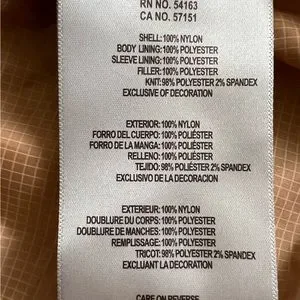 RN NO. 54163
CA NO. 57151
SHELL: 100% NYLON
BODY LINING: 100% POLYESTER
SLEEVE LINING: 100% POLYESTER
FILLER: 100% POLYESTER
KNIT: 98% POLYESTER 2% SPANDEX
EXCLUSIVE OF DECORATION
EXTERIOR: 100% NYLON
FORRO DEL CUERPO: 100% POLIÉSTER
FORRO DE LA MANGA: 100% POLIÉSTER
RELLENO: 100% POLIÉSTER
TEJIDO: 98% POLIÉSTER 2% SPANDEX
EXCLUSIVO DE LA DECORACION
EXTERIEUR: 100% NYLON
DOUBLURE DU CORPS: 100% POLYESTER
DOUBLURE DE MANCHES: 100% POLYESTER
REMPLISSAGE: 100% POLYESTER
TRICOT: 98% POLYESTER 2% SPANDEX
EXCLUANT LA DECORATION
CARE ON REVERSE